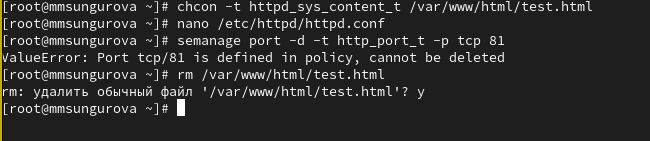 [root@mmsungurova ~]# chcon -t httpd_sys_content_t /var/www/html/test.html
[root@mmsungurova ~]# nano /etc/httpd/httpd.conf
[root@mmsungurova ~]# semanage port -d -t http_port_t -p tcp 81
ValueError: Port tcp/81 is defined in policy, cannot be deleted
[root@mmsungurova ~]# rm /var/www/html/test.html
rm: удалить обычный файл '/var/www/html/test.html'? y
[root@mmsungurova ~]#